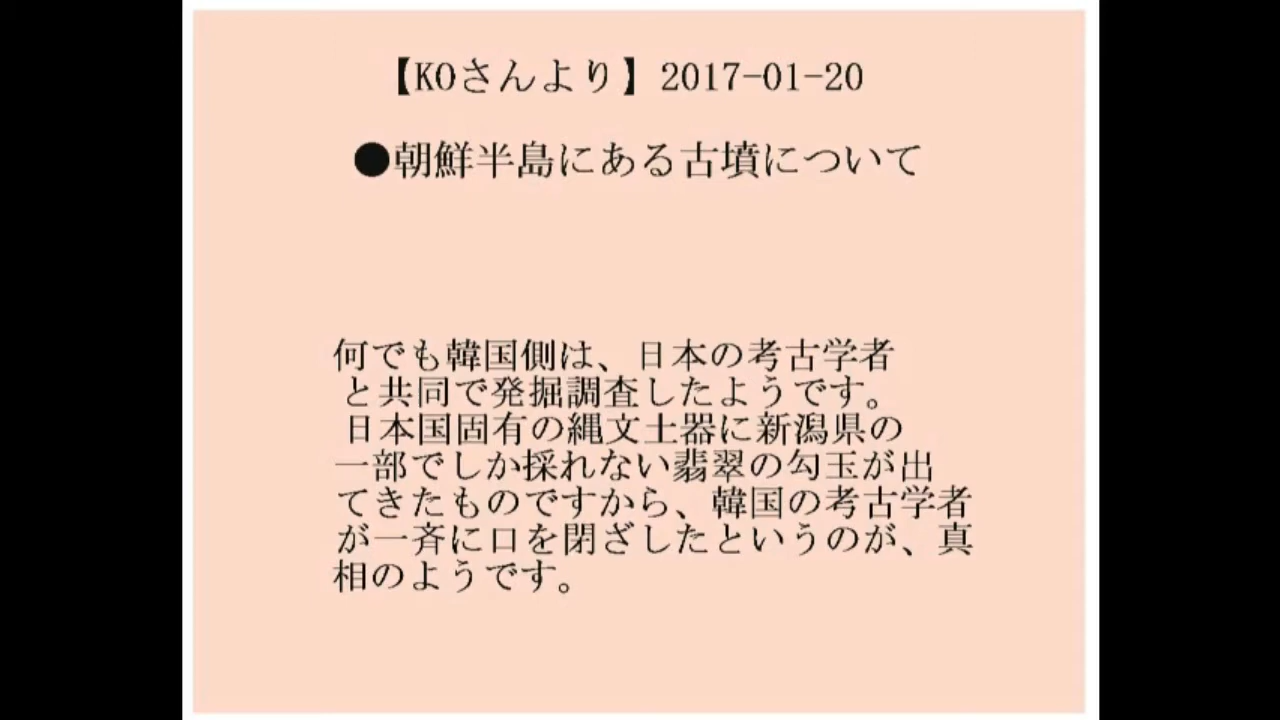 【KOさんより】2017-01-20
●朝鮮半島にある古墳について
何でも韓国側は、日本の考古学者
と共同で発掘調査したようです。
日本国固有の縄文土器に新潟県の
一部でしか採れない翡翠の勾玉が出
てきたものですから、韓国の考古学者
が一斉に口を閉ざしたというのが、真
相のようです。